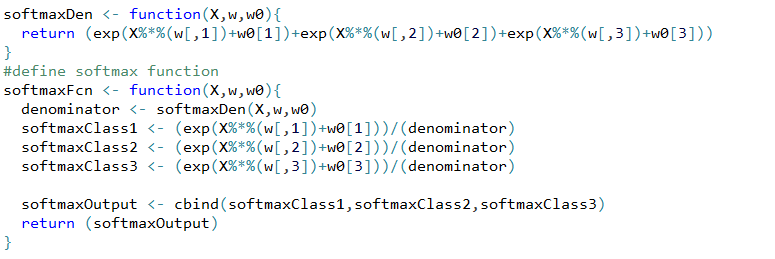 softmaxDen <- function(X,w,w0){
  return (exp(X%*%(w[,1])+w0[1])+exp(X%*%(w[,2])+w0[2])+exp(X%*%(w[,3])+w0[3]))
}
#define softmax function
softmaxFcn <- function(X,w,w0){
  denominator <- softmaxDen(X,w,w0)
  softmaxClass1 <- (exp(X%*%(w[,1])+w0[1]))/(denominator)
  softmaxClass2 <- (exp(X%*%(w[,2])+w0[2]))/(denominator)
  softmaxClass3 <- (exp(X%*%(w[,3])+w0[3]))/(denominator)

  softmaxOutput <- cbind(softmaxClass1,softmaxClass2,softmaxClass3)
  return (softmaxOutput)
}